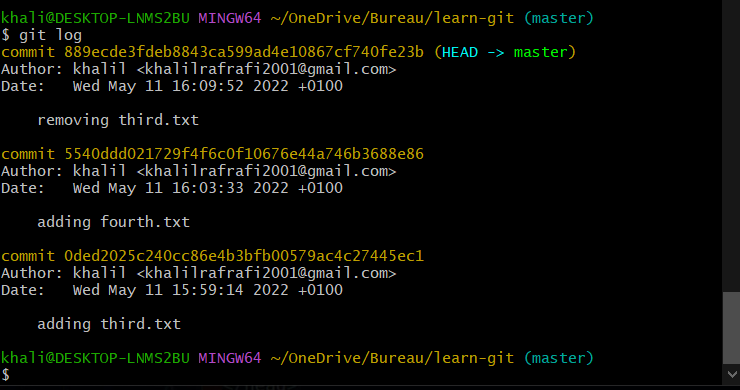 khali@DESKTOP-LNMS2BU MINGW64 ~/OneDrive/Bureau/learn-git (master)
$ git log
commit 889ecde3fdeb8843ca599ad4e10867cf740fe23b (HEAD -> master)
Author: khalil <khalilrafrafi2001@gmail.com>
Date:   Wed May 11 16:09:52 2022 +0100
    removing third.txt
commit 5540ddd021729f4f6c0f10676e44a746b3688e86
Author: khalil <khalilrafrafi2001@gmail.com>
Date:   Wed May 11 16:03:33 2022 +0100
    adding fourth.txt
commit 0ded2025c240cc86e4b3bfb00579ac4c27445ec1
Author: khalil <khalilrafrafi2001@gmail.com>
Date:   Wed May 11 15:59:14 2022 +0100
    adding third.txt
khali@DESKTOP-LNMS2BU MINGW64 ~/OneDrive/Bureau/learn-git (master)
$